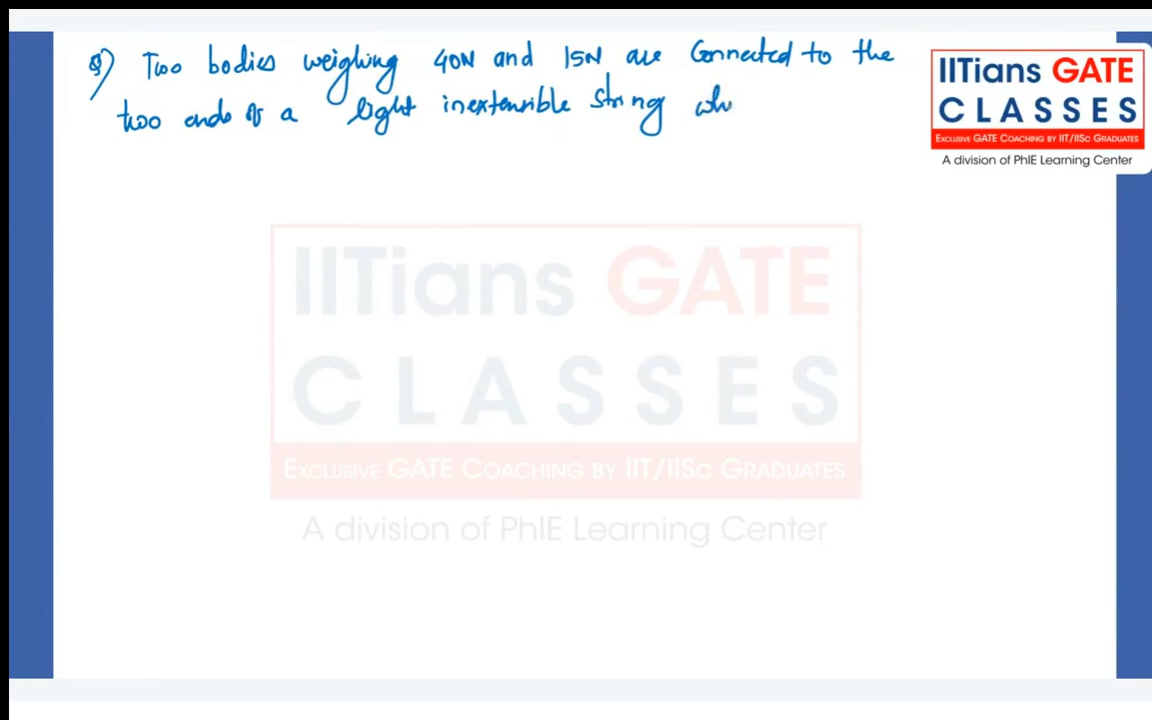 Q) Two bodies weighing 40N and 15N are Connected to the
two ends of a light inextensible string wh
IITians GATE
CLASSES
EXCLUSIVE GATE COACHING BY IIT/IISC GRADUATES
A division of PhIE Learning Center
IITians GATE
CLASSES
EXCLUSIVE GATE COACHING BY IIT/IISC GRADUATES
A division of PhIE Learning Center